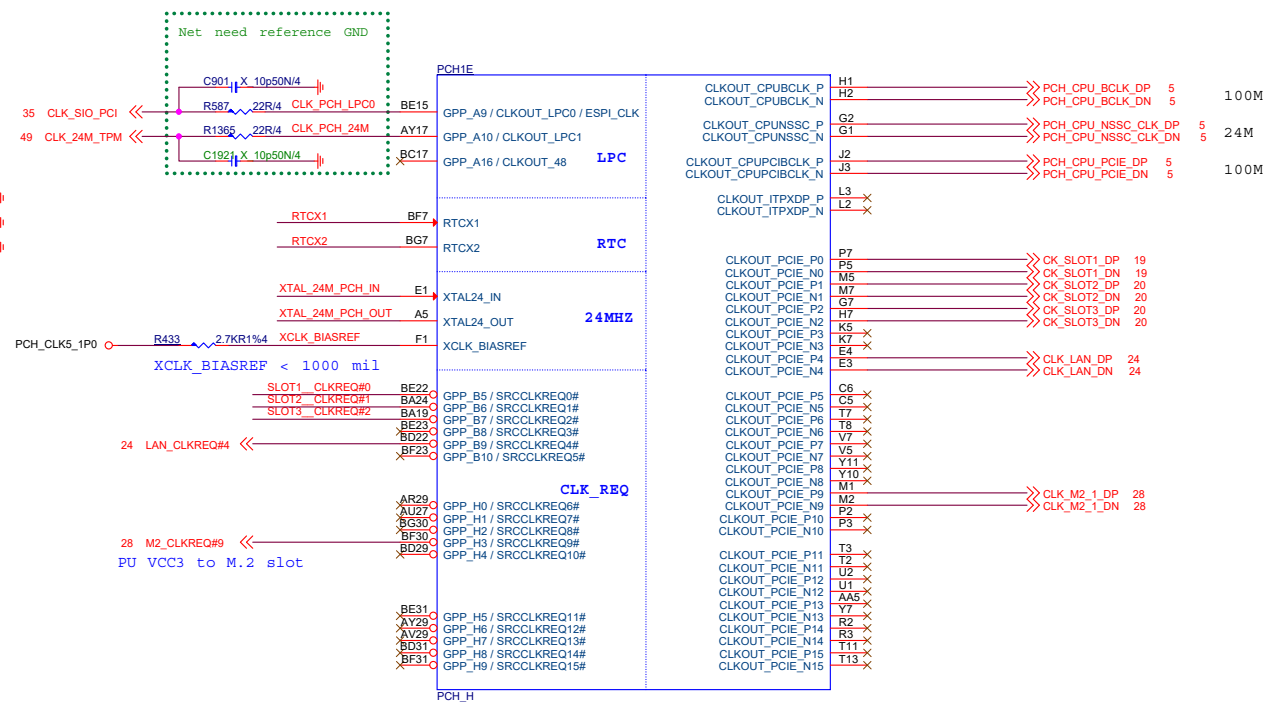 Net need reference GND
C901 X_10p50N/4
35 CLK_SIO_PCI R587 22R/4 CLK_PCH_LPC0
49 CLK_24M_TPM R1365 22R/4 CLK_PCH_24M
C1921 X_10p50N/4
PCH1E
BE15 GPP_A9 / CLKOUT_LPC0 / ESPI_CLK
AY17 GPP_A10 / CLKOUT_LPC1
BC17 GPP_A16 / CLKOUT_48
LPC
RTCX1 BF7 RTCX1
RTCX2 BG7 RTCX2
RTC
XTAL_24M_PCH_IN E1 XTAL24_IN
XTAL_24M_PCH_OUT A5 XTAL24_OUT
24MHZ
PCH_CLK5_1P0 R433 2.7KR1%4 XCLK_BIASREF F1 XCLK_BIASREF
XCLK_BIASREF < 1000 mil
SLOT1__CLKREQ#0 BE22 GPP_B5 / SRCCLKREQ0#
SLOT2__CLKREQ#1 BA24 GPP_B6 / SRCCLKREQ1#
SLOT3__CLKREQ#2 BA19 GPP_B7 / SRCCLKREQ2#
BE23 GPP_B8 / SRCCLKREQ3#
24 LAN_CLKREQ#4 BD22 GPP_B9 / SRCCLKREQ4#
BF23 GPP_B10 / SRCCLKREQ5#
CLK_REQ
AR29 GPP_H0 / SRCCLKREQ6#
AU27 GPP_H1 / SRCCLKREQ7#
BG30 GPP_H2 / SRCCLKREQ8#
28 M2_CLKREQ#9 BF30 GPP_H3 / SRCCLKREQ9#
BD29 GPP_H4 / SRCCLKREQ10#
PU VCC3 to M.2 slot
BE31 GPP_H5 / SRCCLKREQ11#
AY29 GPP_H6 / SRCCLKREQ12#
AV29 GPP_H7 / SRCCLKREQ13#
BD31 GPP_H8 / SRCCLKREQ14#
BF31 GPP_H9 / SRCCLKREQ15#
PCH_H
CLKOUT_CPUBCLK_P H1 PCH_CPU_BCLK_DP 5
CLKOUT_CPUBCLK_N H2 PCH_CPU_BCLK_DN 5
100M
CLKOUT_CPUNSSC_P G2 PCH_CPU_NSSC_CLK_DP 5
CLKOUT_CPUNSSC_N G1 PCH_CPU_NSSC_CLK_DN 5
24M
CLKOUT_CPUPCIBCLK_P J2 PCH_CPU_PCIE_DP 5
CLKOUT_CPUPCIBCLK_N J3 PCH_CPU_PCIE_DN 5
100M
CLKOUT_ITPXDP_P L3
CLKOUT_ITPXDP_N L2
CLKOUT_PCIE_P0 P7 CK_SLOT1_DP 19
CLKOUT_PCIE_N0 P5 CK_SLOT1_DN 19
CLKOUT_PCIE_P1 M5 CK_SLOT2_DP 20
CLKOUT_PCIE_N1 M7 CK_SLOT2_DN 20
CLKOUT_PCIE_P2 G7 CK_SLOT3_DP 20
CLKOUT_PCIE_N2 H7 CK_SLOT3_DN 20
CLKOUT_PCIE_P3 K5
CLKOUT_PCIE_N3 K7
CLKOUT_PCIE_P4 E4 CLK_LAN_DP 24
CLKOUT_PCIE_N4 E3 CLK_LAN_DN 24
CLKOUT_PCIE_P5 C6
CLKOUT_PCIE_N5 C5
CLKOUT_PCIE_P6 T7
CLKOUT_PCIE_N6 T8
CLKOUT_PCIE_P7 V7
CLKOUT_PCIE_N7 V5
CLKOUT_PCIE_P8 Y11
CLKOUT_PCIE_N8 Y10
CLKOUT_PCIE_P9 M1 CLK_M2_1_DP 28
CLKOUT_PCIE_N9 M2 CLK_M2_1_DN 28
CLKOUT_PCIE_P10 P2
CLKOUT_PCIE_N10 P3
CLKOUT_PCIE_P11 T3
CLKOUT_PCIE_N11 T2
CLKOUT_PCIE_P12 U2
CLKOUT_PCIE_N12 U1
CLKOUT_PCIE_P13 AA5
CLKOUT_PCIE_N13 Y7
CLKOUT_PCIE_P14 R2
CLKOUT_PCIE_N14 R3
CLKOUT_PCIE_P15 T11
CLKOUT_PCIE_N15 T13